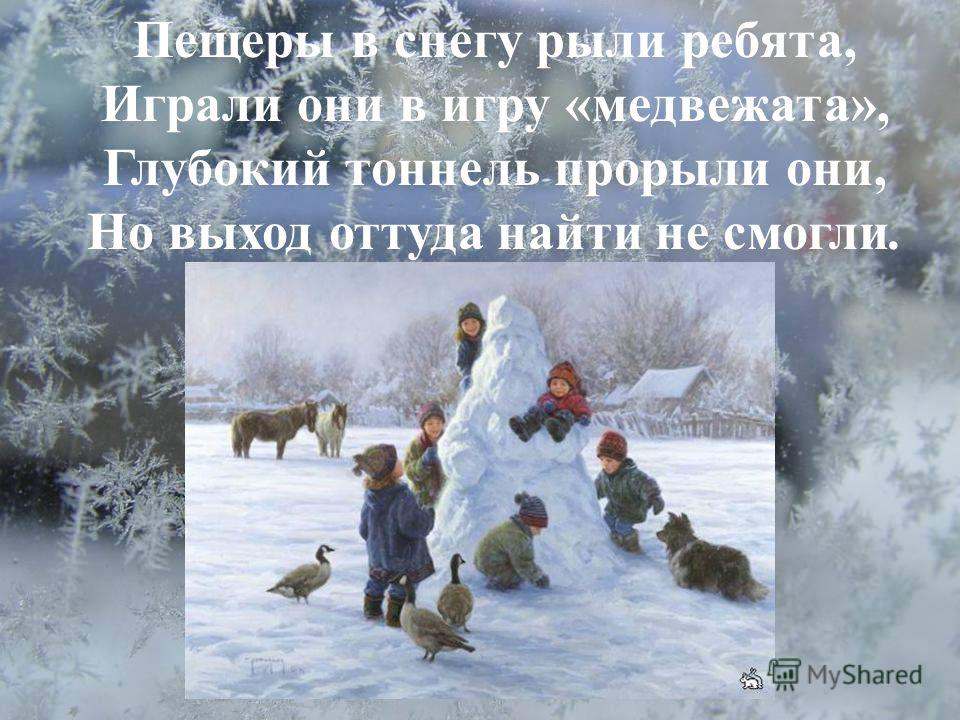 Пещеры в снегу рыли ребята,
Играли они в игру «медвежата»,
Глубокий тоннель прорыли они,
Но выход оттуда найти не смогли.
MyShared